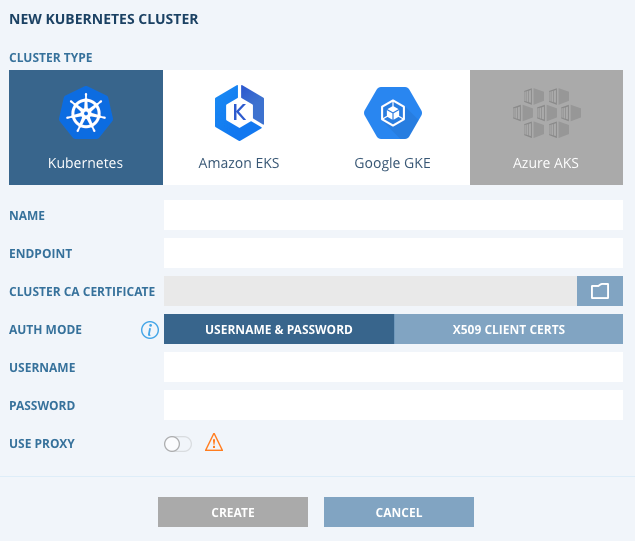 NEW KUBERNETES CLUSTER
CLUSTER TYPE
Kubernetes
K
Amazon EKS
Google GKE
Azure AKS
NAME
ENDPOINT
CLUSTER CA CERTIFICATE
AUTH MODE
i
USERNAME & PASSWORD
X509 CLIENT CERTS
USERNAME
PASSWORD
USE PROXY
CREATE
CANCEL